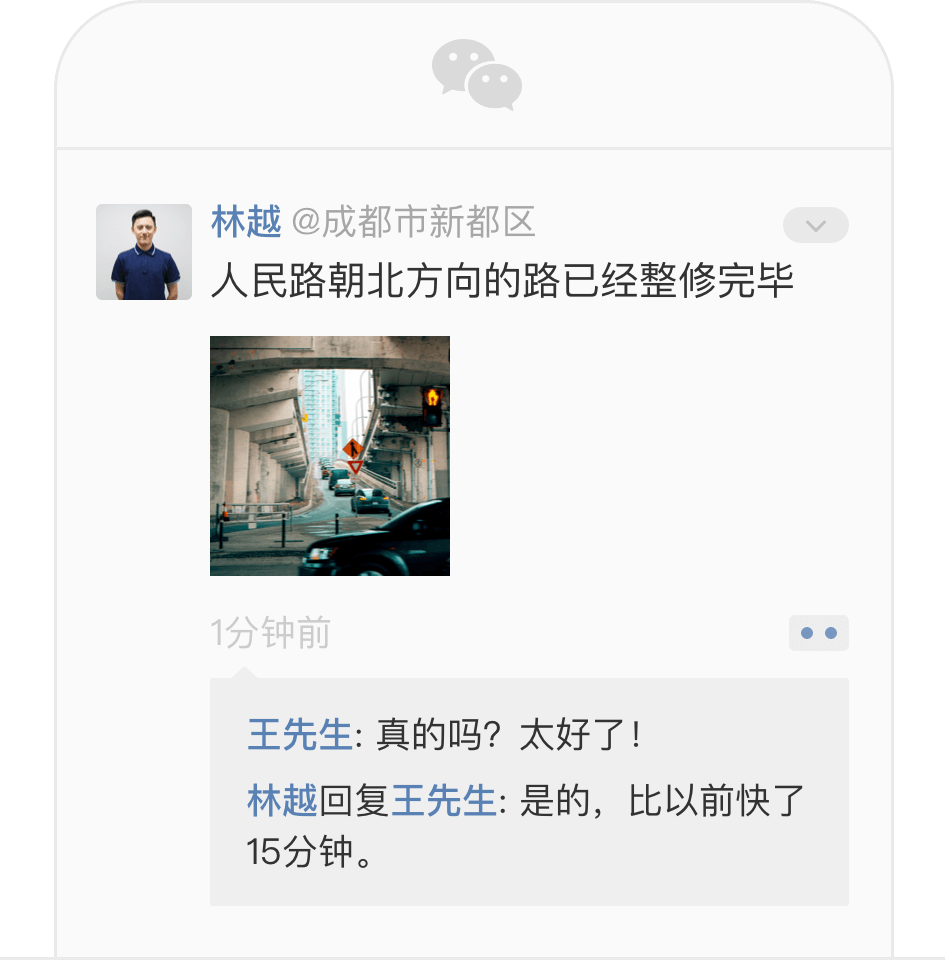 林越 @成都市新都区
人民路朝北方向的路已经整修完毕
1分钟前
王先生: 真的吗？太好了！
林越回复王先生: 是的，比以前快了
15分钟。